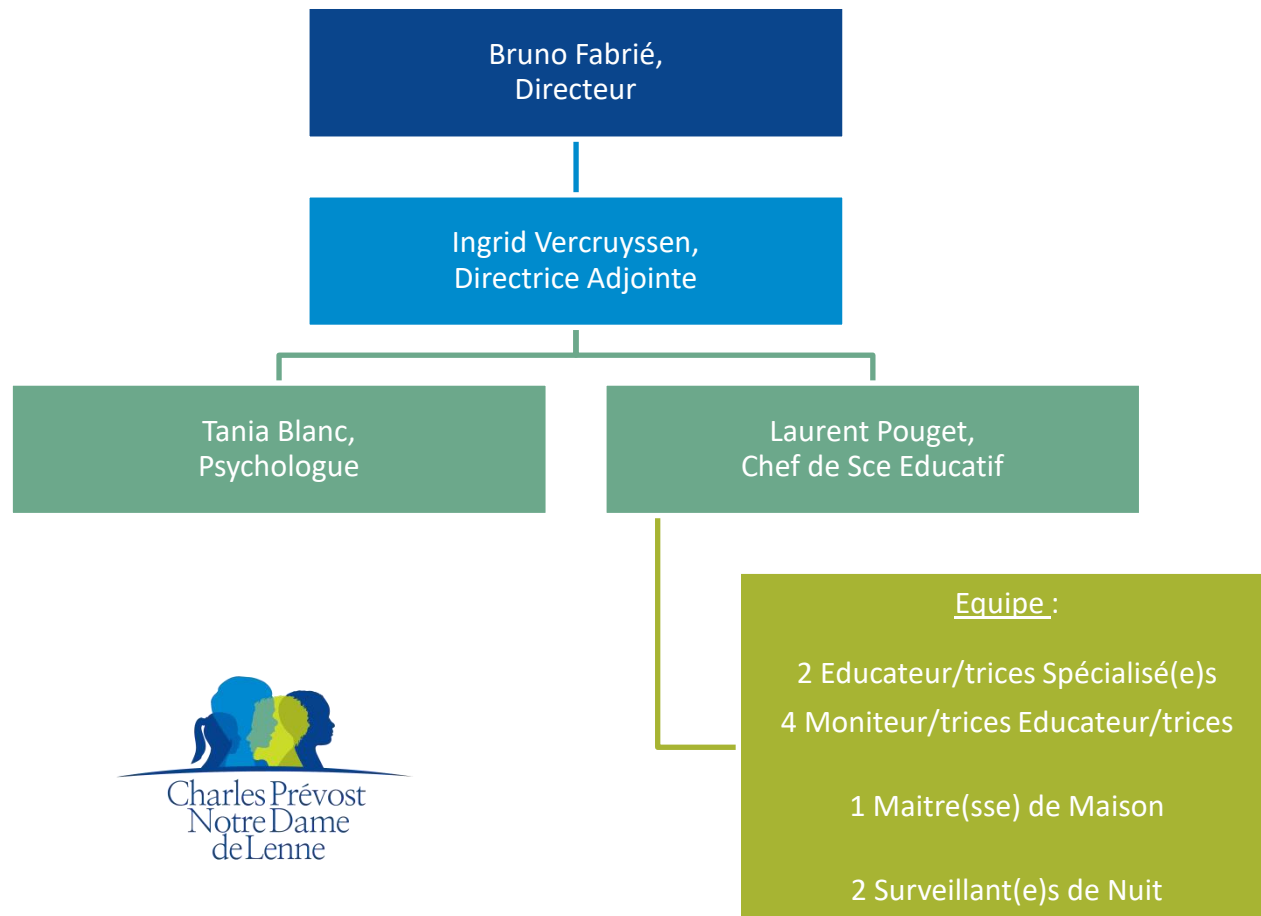 Bruno Fabrié,
Directeur
Ingrid Vercruyssen,
Directrice Adjointe
Tania Blanc,
Psychologue
Laurent Pouget,
Chef de Sce Educatif
Equipe :
2 Educateur/trices Spécialisé(e)s
4 Moniteur/trices Educateur/trices
1 Maitre(sse) de Maison
2 Surveillant(e)s de Nuit
Charles Prévost
Notre Dame
de Lenne